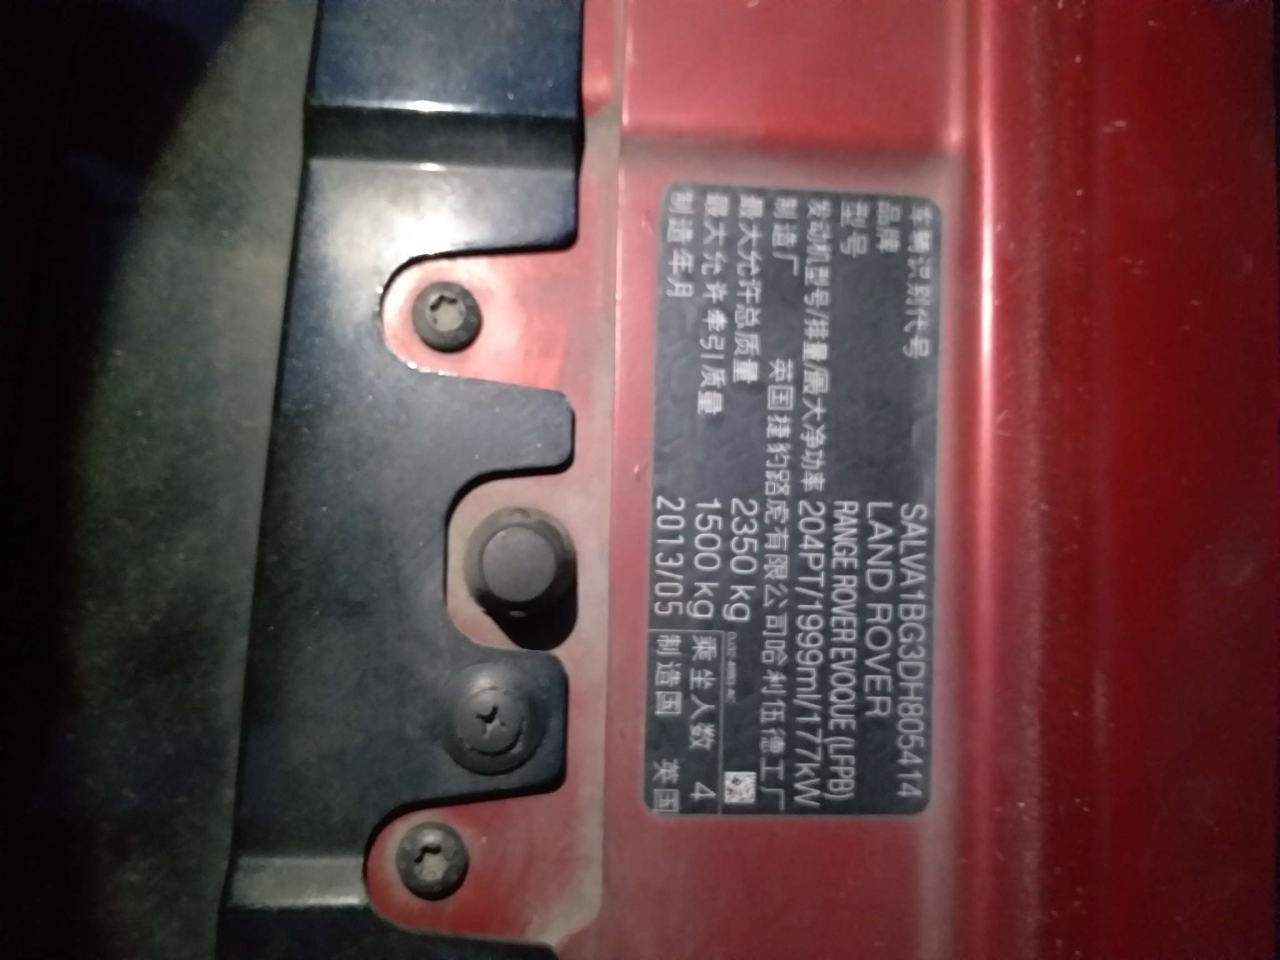 车辆识别代号 SALVA1BG3DH805414
品牌 LAND ROVER
型号 RANGE ROVER EVOQUE (LFPB)
发动机型号/排量/最大净功率 204PT/1999ml/177kW
制造厂 英国捷豹路虎有限公司哈利伍德工厂
最大允许总质量 2350 kg
最大允许牵引质量 1500 kg 乘坐人数 4
制造年月 2013/05 制造国 英国